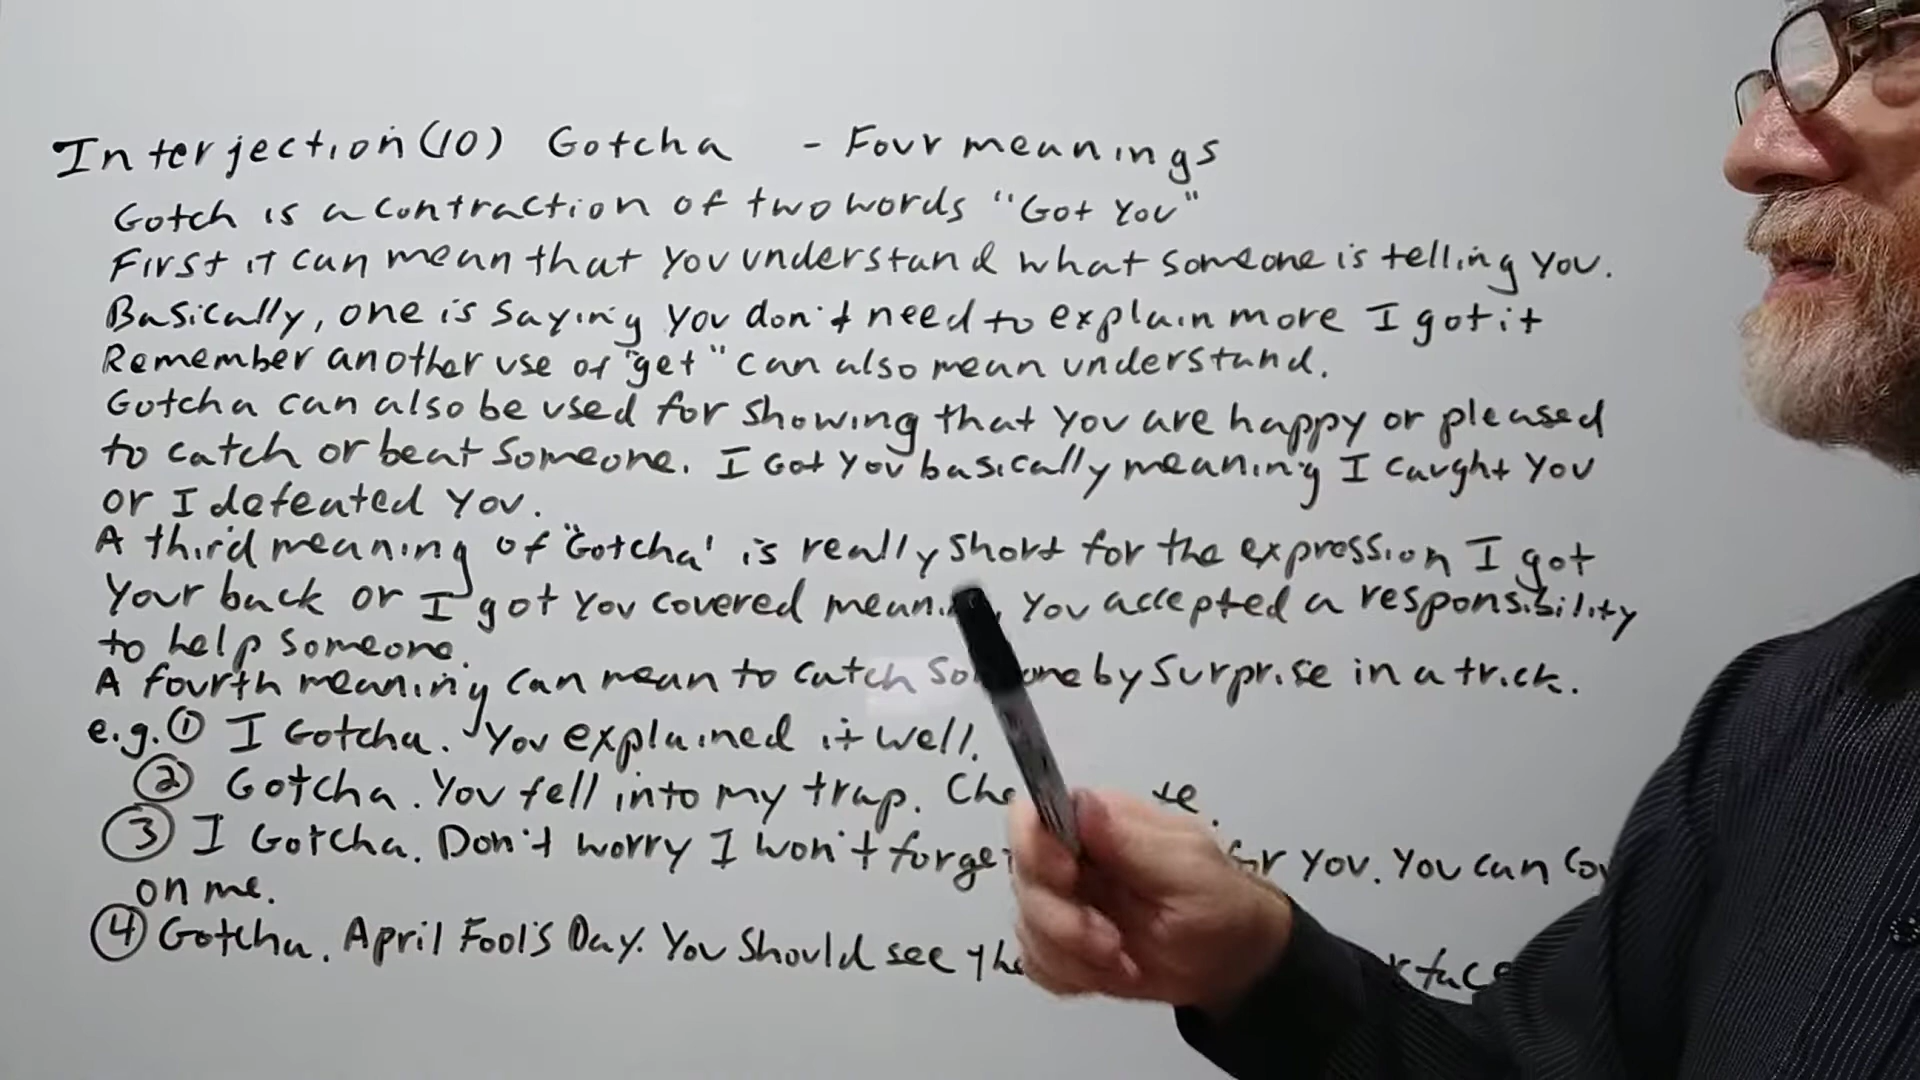 Interjection(10) Gotcha - Four meanings
Gotch is a contraction of two words "Got You"
First it can mean that you understand what someone is telling you.
Basically, one is saying you don't need to explain more I got it
Remember another use of "get" can also mean understand.
Gotcha can also be used for showing that you are happy or pleased
to catch or beat someone. I Got you basically meaning I caught you
or I defeated you.
A third meaning of "Gotcha' is really short for the expression I got
your back or I got you covered you accepted a responsibility
to help someone.
A fourth meaning can mean to catch by surprise in a trick.
e.g. ① I Gotcha. You explained it well.
② Gotcha. You fell into my trap.
③ I Gotcha. Don't worry I won't you. You can
on me.
④ Gotcha. April Fool's Day. You should see